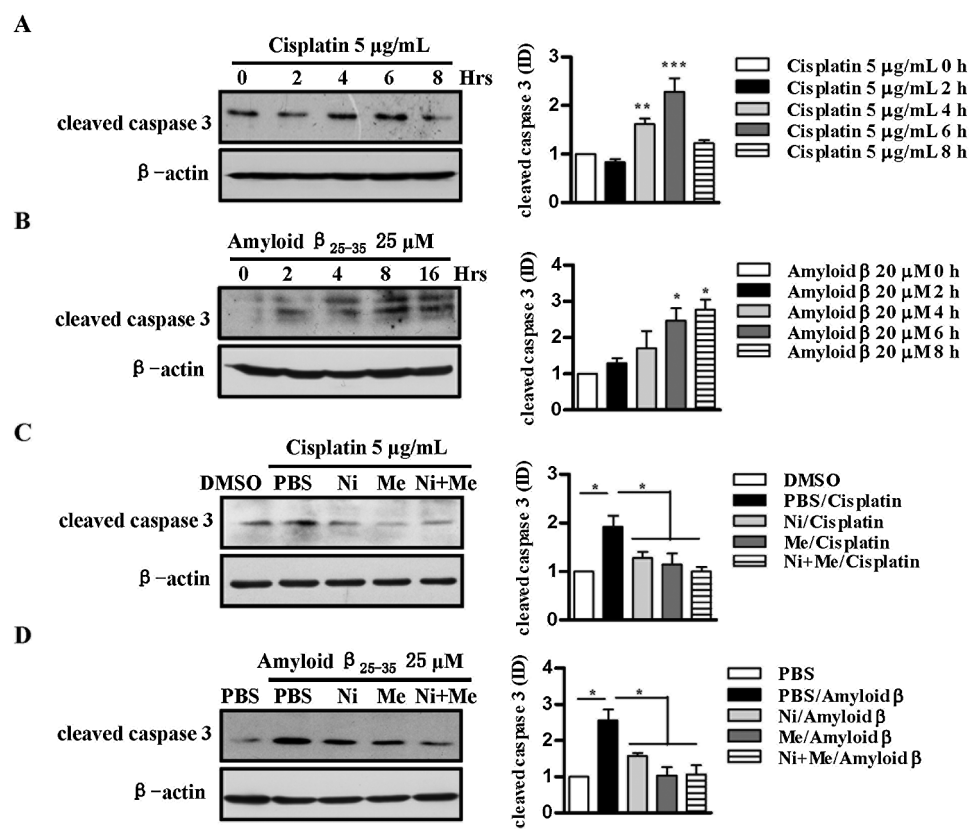 A
Cisplatin 5 μg/mL
0 2 4 6 8 Hrs
cleaved caspase 3
β-actin
cleaved caspase 3 (ID)
3
2
1
0
**
***
Cisplatin 5 μg/mL 0 h
Cisplatin 5 μg/mL 2 h
Cisplatin 5 μg/mL 4 h
Cisplatin 5 μg/mL 6 h
Cisplatin 5 μg/mL 8 h
B
Amyloid β25-35 25 μM
0 2 4 8 16 Hrs
cleaved caspase 3
β-actin
cleaved caspase 3 (ID)
4
3
2
1
0
*
*
Amyloid β 20 μM 0 h
Amyloid β 20 μM 2 h
Amyloid β 20 μM 4 h
Amyloid β 20 μM 6 h
Amyloid β 20 μM 8 h
C
Cisplatin 5 μg/mL
DMSO PBS Ni Me Ni+Me
cleaved caspase 3
β-actin
cleaved caspase 3 (ID)
3
2
1
0
*
*
DMSO
PBS/Cisplatin
Ni/Cisplatin
Me/Cisplatin
Ni+Me/Cisplatin
D
Amyloid β25-35 25 μM
PBS PBS Ni Me Ni+Me
cleaved caspase 3
β-actin
cleaved caspase 3 (ID)
4
3
2
1
0
*
*
PBS
PBS/Amyloid β
Ni/Amyloid β
Me/Amyloid β
Ni+Me/Amyloid β